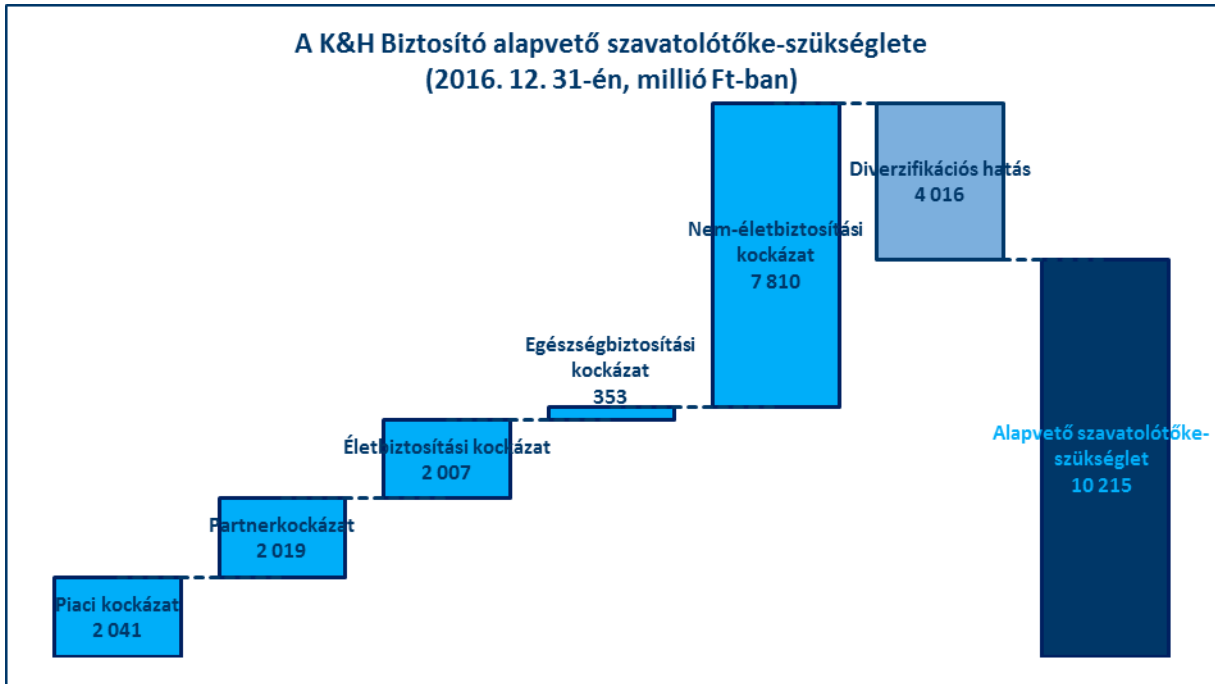 A K&H Biztosító alapvető szavatolótőke-szükséglete
(2016. 12. 31-én, millió Ft-ban)
Piaci kockázat
2 041
Partnerkockázat
2 019
Életbiztosítási kockázat
2 007
Egészségbiztosítási
kockázat
353
Nem-életbiztosítási
kockázat
7 810
Diverzifikációs hatás
4 016
Alapvető szavatolótőke-
szükséglet
10 215